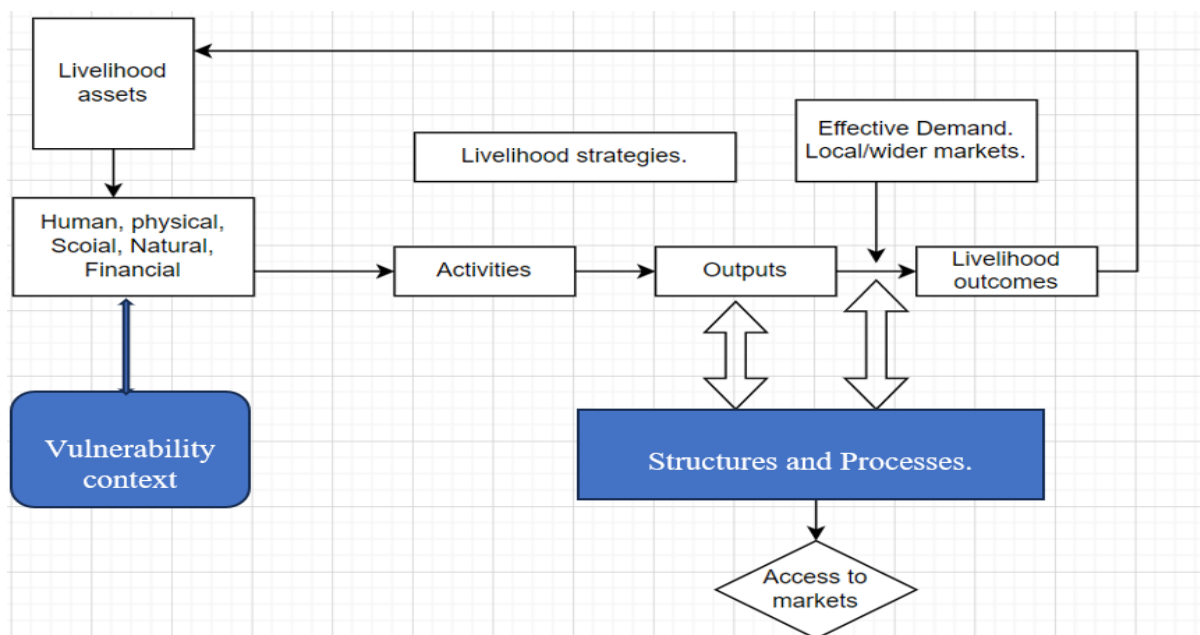 Livelihood
assets
Effective Demand.
Local/wider markets.
Livelihood strategies.
Human, physical,
Scoial, Natural,
Financial
Activities
Outputs
Livelihood
outcomes
Vulnerability
context
Structures and Processes.
Access to
markets